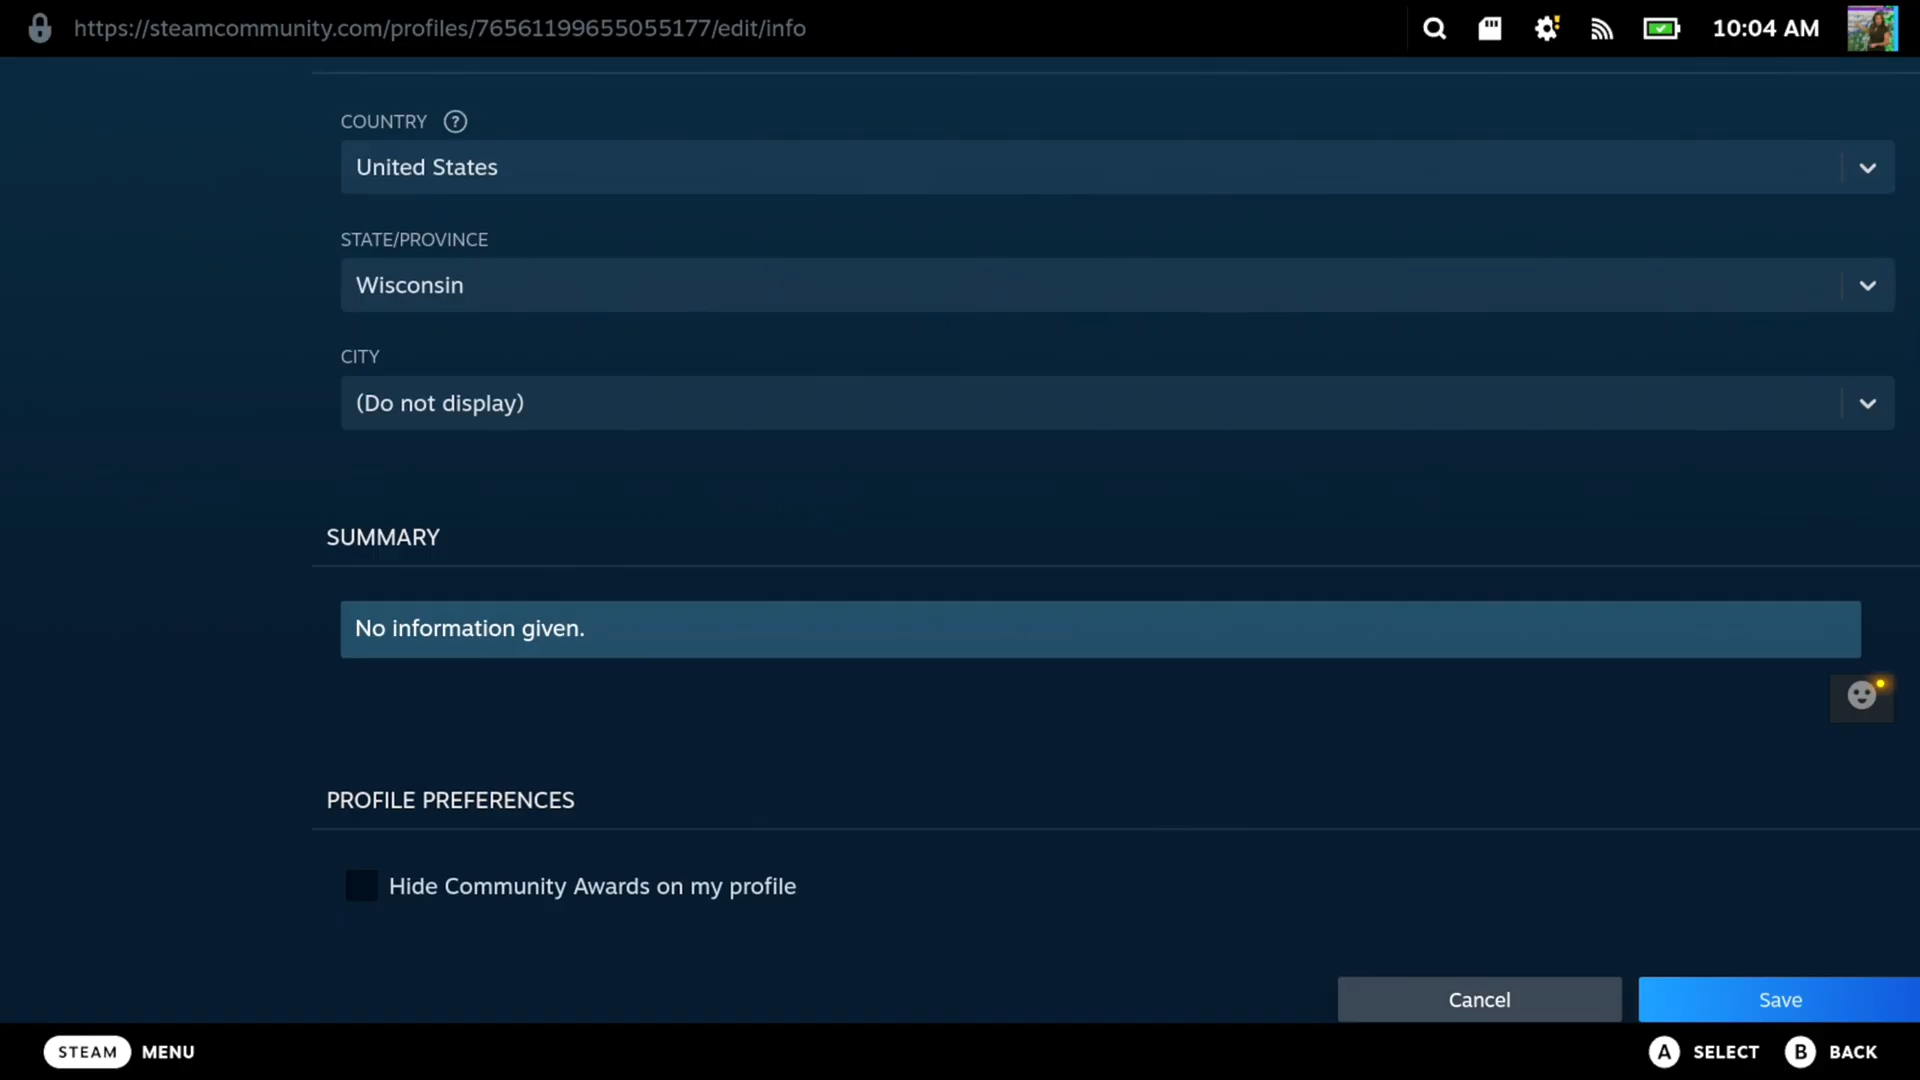 https://steamcommunity.com/profiles/76561199655055177/edit/info
10:04 AM
COUNTRY ?
United States
STATE/PROVINCE
Wisconsin
CITY
(Do not display)
SUMMARY
No information given.
PROFILE PREFERENCES
Hide Community Awards on my profile
Cancel
Save
STEAM MENU
A SELECT B BACK